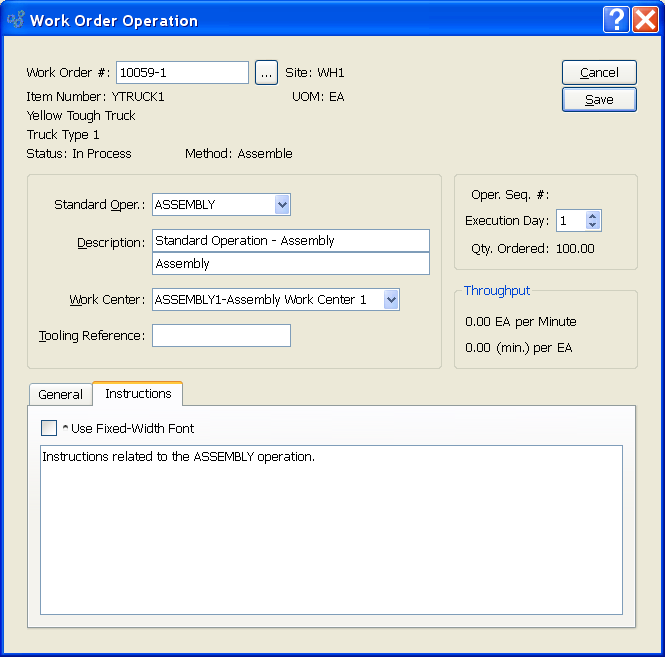 Work Order Operation
Work Order #: 10059-1 ... Site: WH1
Cancel
Item Number: YTRUCK1 UOM: EA
Save
Yellow Tough Truck
Truck Type 1
Status: In Process Method: Assemble
Standard Oper.: ASSEMBLY
Description: Standard Operation - Assembly
Assembly
Work Center: ASSEMBLY1-Assembly Work Center 1
Tooling Reference:
Oper. Seq. #:
Execution Day: 1
Qty. Ordered: 100.00
Throughput
0.00 EA per Minute
0.00 (min.) per EA
General Instructions
^ Use Fixed-Width Font
Instructions related to the ASSEMBLY operation.